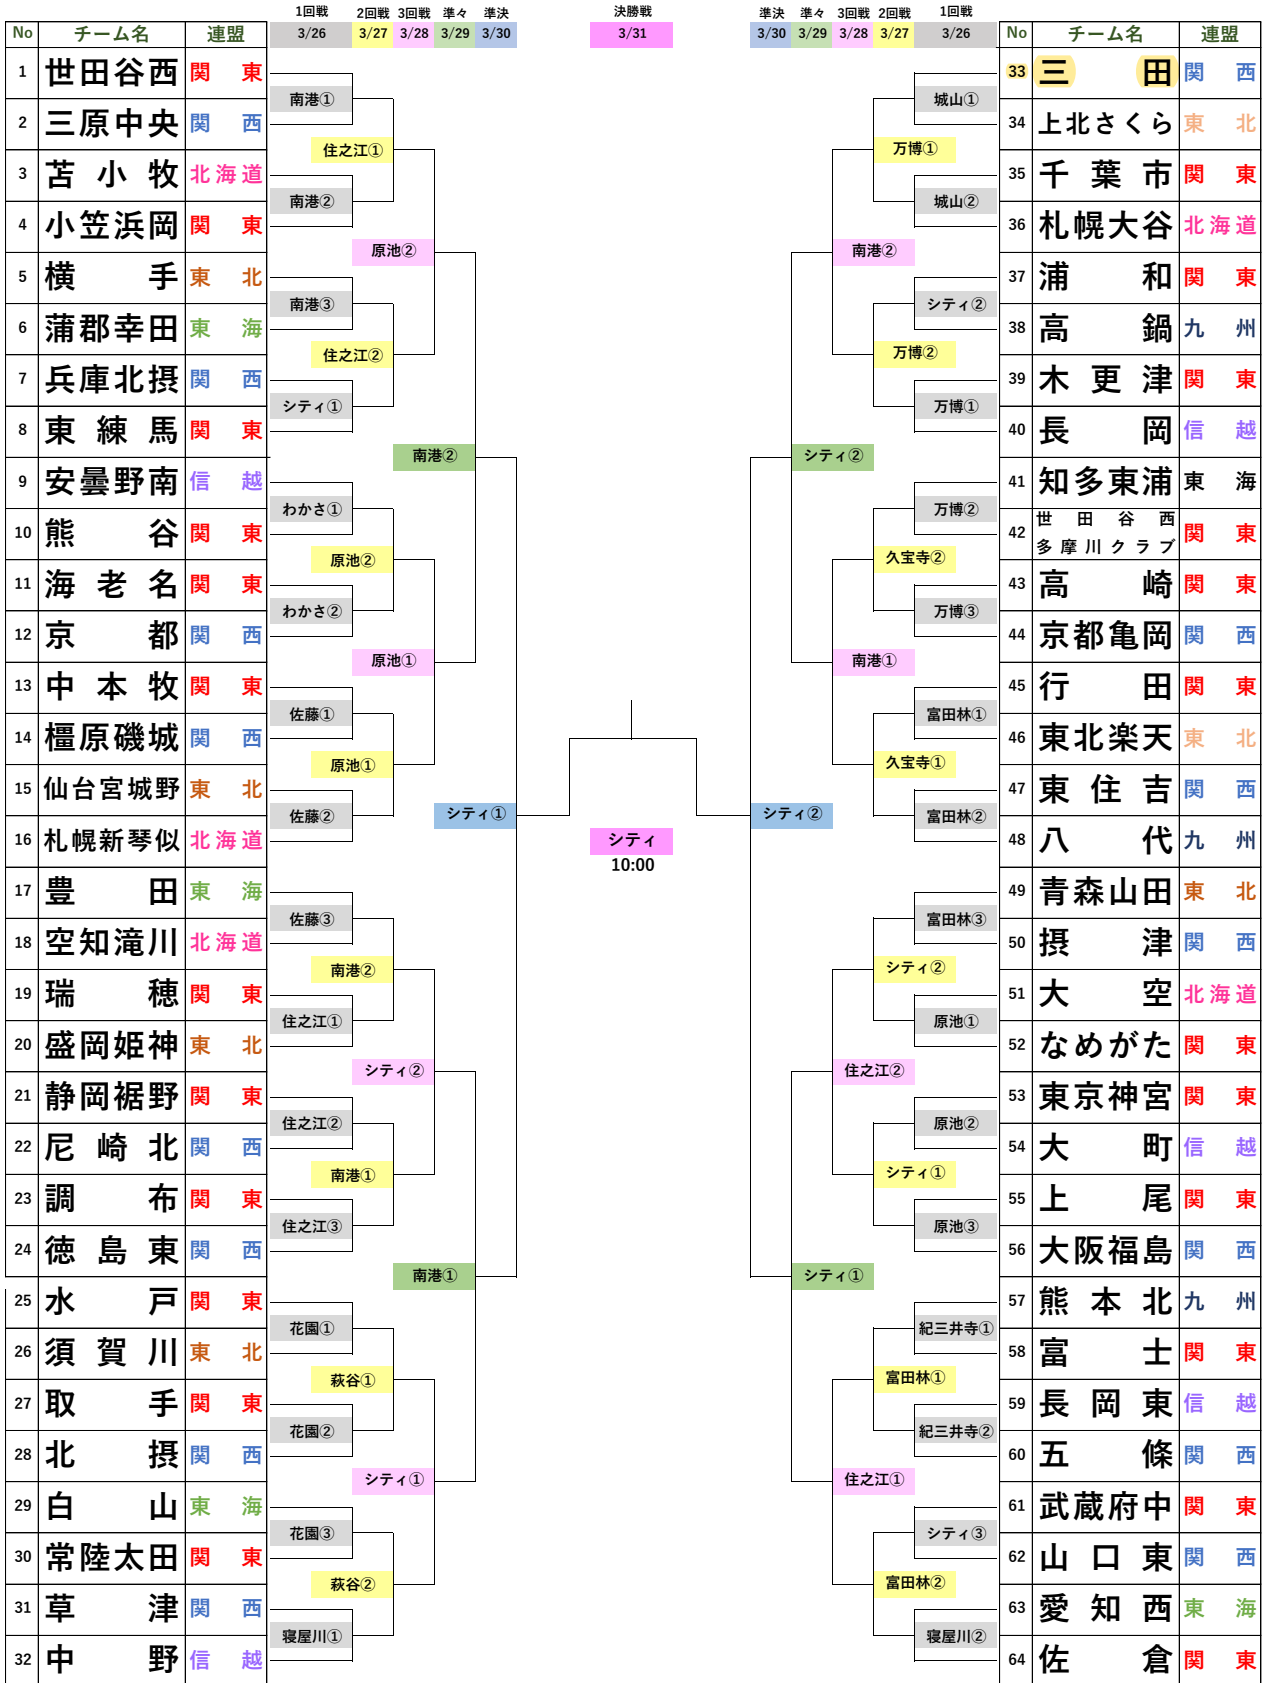 1回戦 2回戦 3回戦 準々 準決 決勝戦 準決 準々 3回戦 2回戦 1回戦
No チーム名 連盟 3/26 3/27 3/28 3/29 3/30 3/31 3/30 3/29 3/28 3/27 3/26 No チーム名 連盟
1 世田谷西 関東 33 三田 関西
南港① 城山①
2 三原中央 関西 34 上北さくら 東北
住之江① 万博①
3 苫小牧 北海道 35 千葉市 関東
南港② 城山②
4 小笠浜岡 関東 36 札幌大谷 北海道
原池② 南港②
5 横手 東北 37 浦和 関東
南港③ シティ②
6 蒲郡幸田 東海 38 高鍋 九州
住之江② 万博②
7 兵庫北摂 関西 39 木更津 関東
シティ① 万博①
8 東練馬 関東 40 長岡 信越
南港② シティ②
9 安曇野南 信越 41 知多東浦 東海
わかさ① 万博②
10 熊谷 関東 42 世田谷西 関東
多摩川クラブ
原池② 久宝寺②
11 海老名 関東 43 高崎 関東
わかさ② 万博③
12 京都 関西 44 京都亀岡 関西
原池① 南港①
13 中本牧 関東 45 行田 関東
佐藤① 富田林①
14 橿原磯城 関西 46 東北楽天 東北
原池① 久宝寺①
15 仙台宮城野 東北 47 東住吉 関西
佐藤② 富田林②
シティ① シティ②
16 札幌新琴似 北海道 シティ 48 八代 九州
10:00
17 豊田 東海 49 青森山田 東北
佐藤③ 富田林③
18 空知滝川 北海道 50 摂津 関西
南港② シティ②
19 瑞穂 関東 51 大空 北海道
住之江① 原池①
20 盛岡姫神 東北 52 なめがた 関東
シティ② 住之江②
21 静岡裾野 関東 53 東京神宮 関東
住之江② 原池②
22 尼崎北 関西 54 大町 信越
南港① シティ①
23 調布 関東 55 上尾 関東
住之江③ 原池③
24 徳島東 関西 56 大阪福島 関西
南港① シティ①
25 水戸 関東 57 熊本北 九州
花園① 紀三井寺①
26 須賀川 東北 58 富士 関東
萩谷① 富田林①
27 取手 関東 59 長岡東 信越
花園② 紀三井寺②
28 北摂 関西 60 五條 関西
シティ① 住之江①
29 白山 東海 61 武蔵府中 関東
花園③ シティ③
30 常陸太田 関東 62 山口東 関西
萩谷② 富田林②
31 草津 関西 63 愛知西 東海
寝屋川① 寝屋川②
32 中野 信越 64 佐倉 関東